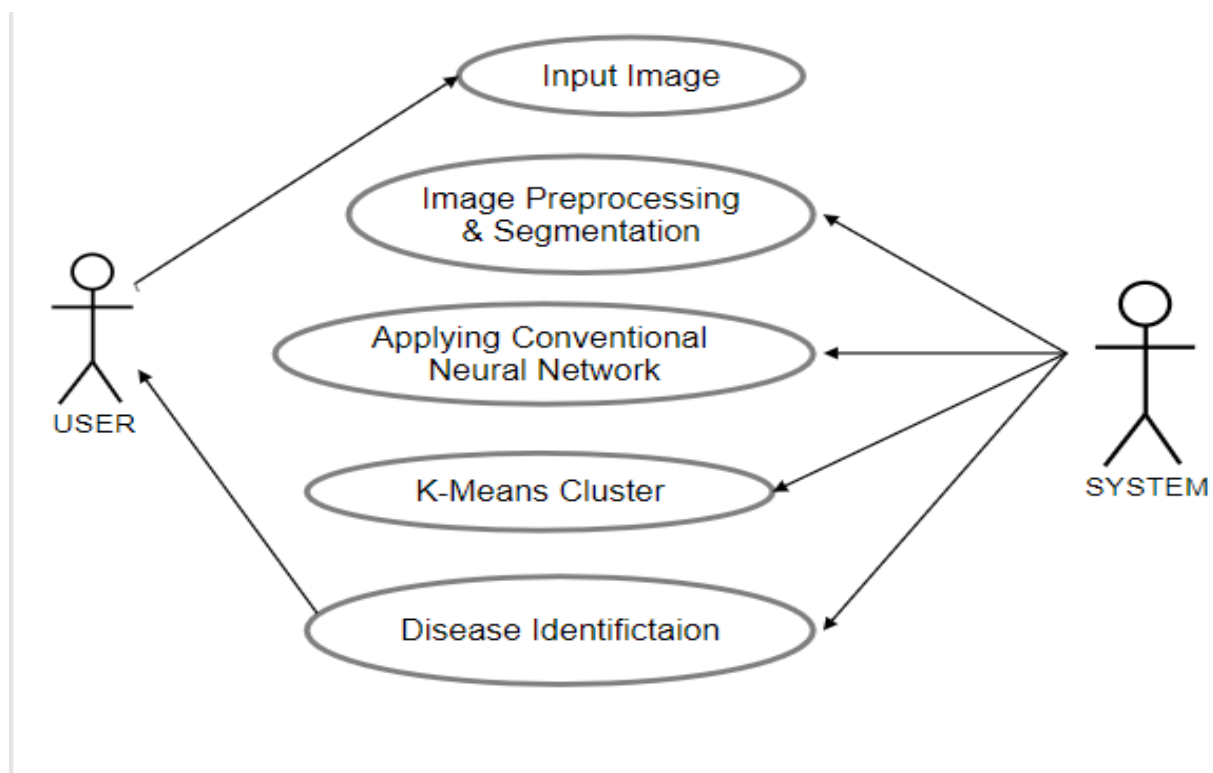 Input Image
Image Preprocessing
& Segmentation
Applying Conventional
Neural Network
USER
K-Means Cluster
SYSTEM
Disease Identifictaion